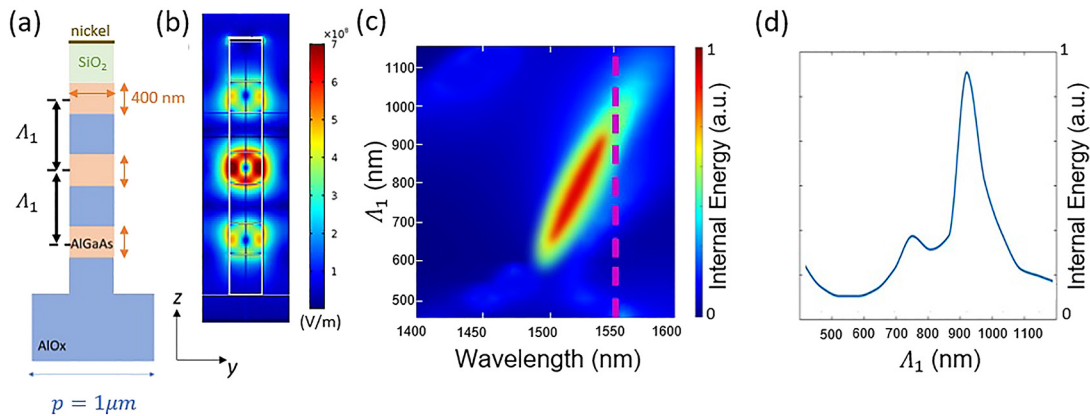 (a)
nickel
SiO2
400 nm
Λ1
Λ1
AlGaAs
AlOx
z
y
p = 1μm
(b)
×10⁸
7
6
5
4
3
2
1
(V/m)
(c)
1100
1000
900
800
700
600
500
Λ1 (nm)
1400 1500 1550 1600
Wavelength (nm)
1
0
Internal Energy (a.u.)
(d)
1
0
Internal Energy (a.u.)
500 600 700 800 900 1000 1100
Λ1 (nm)